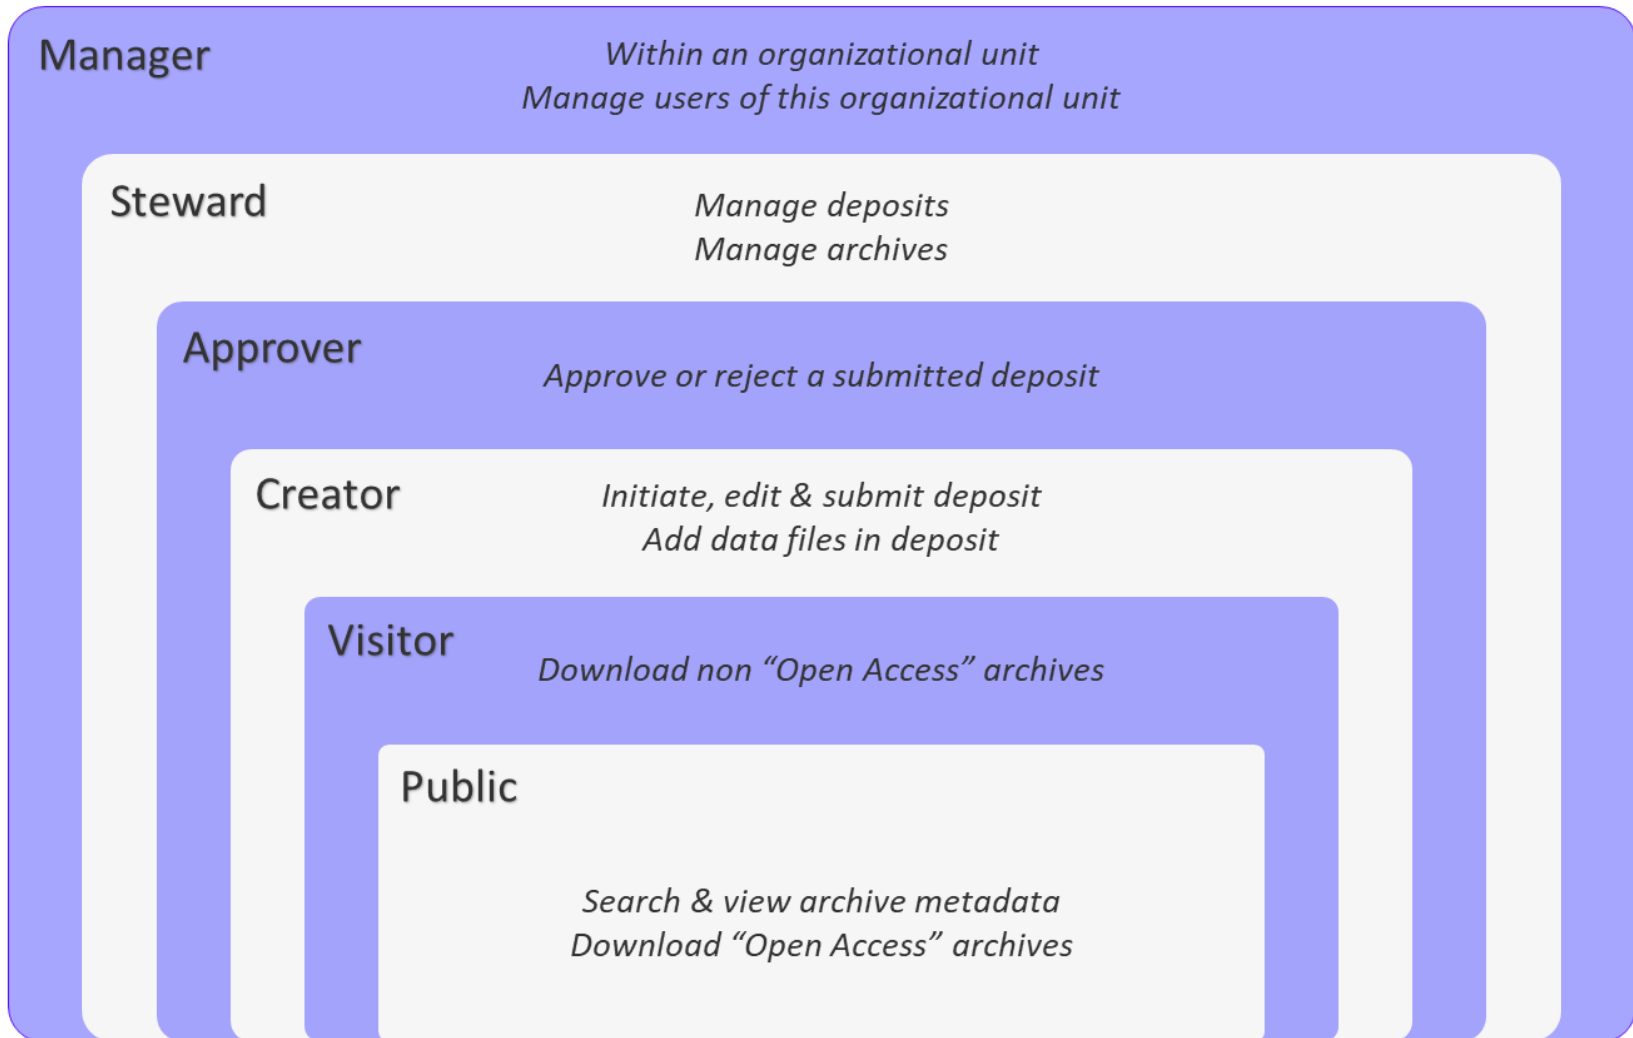 Manager
Within an organizational unit
Manage users of this organizational unit
Steward
Manage deposits
Manage archives
Approver
Approve or reject a submitted deposit
Creator
Initiate, edit & submit deposit
Add data files in deposit
Visitor
Download non “Open Access” archives
Public
Search & view archive metadata
Download “Open Access” archives